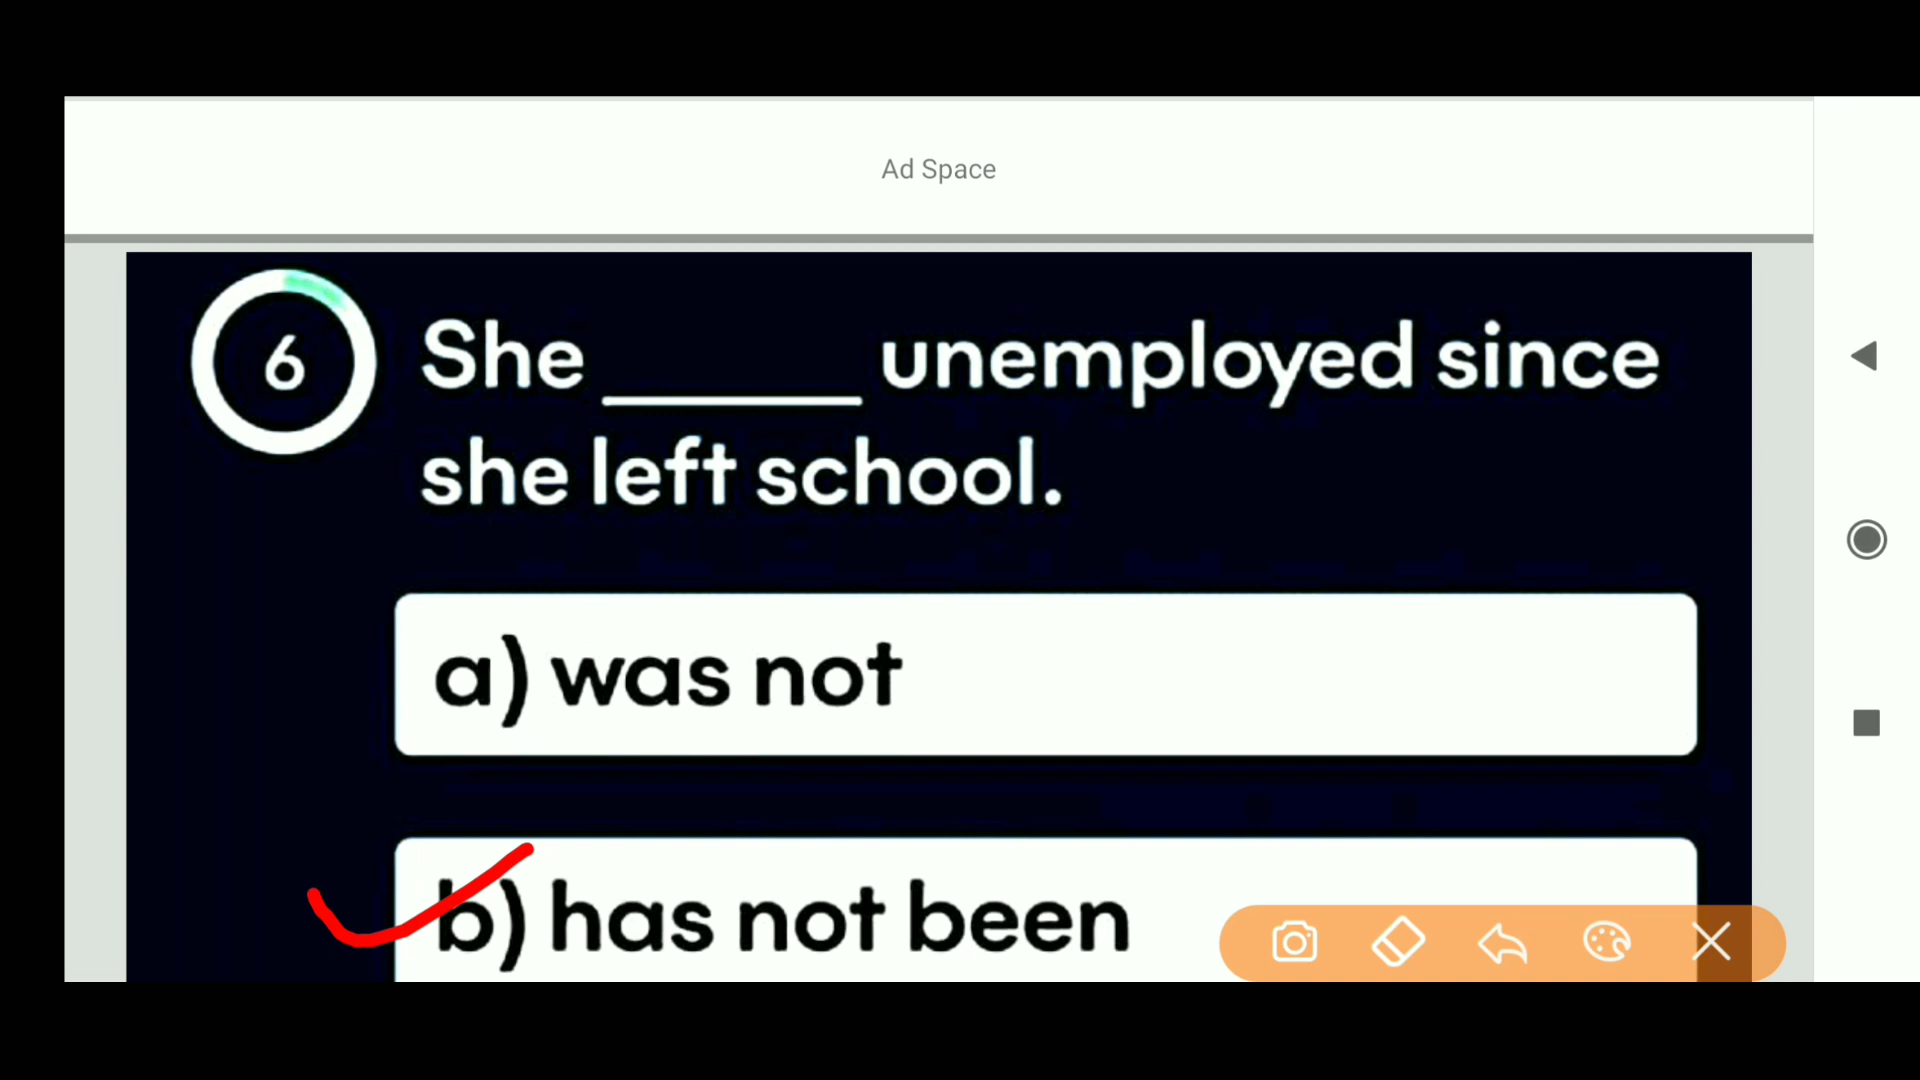 Ad Space
6
She ______ unemployed since
she left school.
a) was not
b) has not been